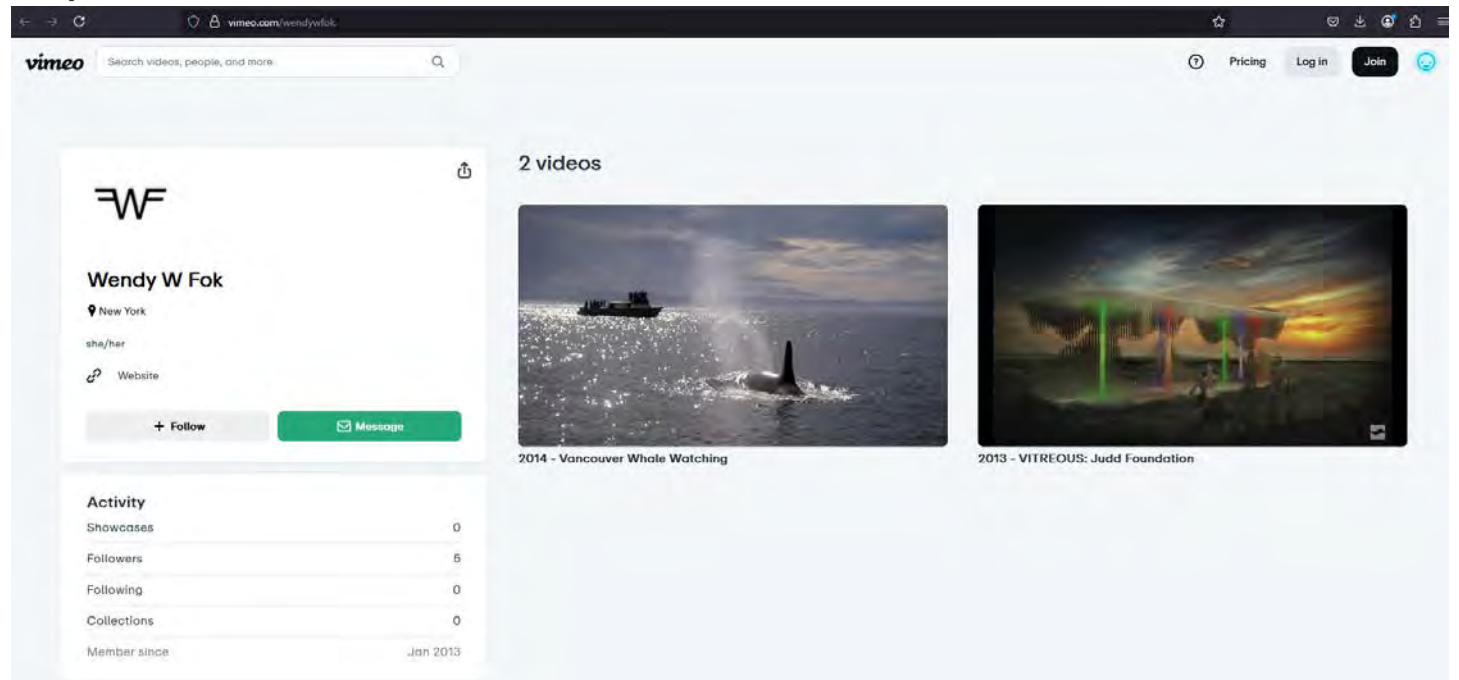 vimeo.com/wendywfok
vimeo
Search videos, people, and more
Pricing
Log in
Join
WF
Wendy W Fok
New York
she/her
Website
+ Follow
Message
Activity
Showcases 0
Followers 5
Following 0
Collections 0
Member since Jan 2013
2 videos
2014 - Vancouver Whale Watching
2013 - VITREOUS: Judd Foundation